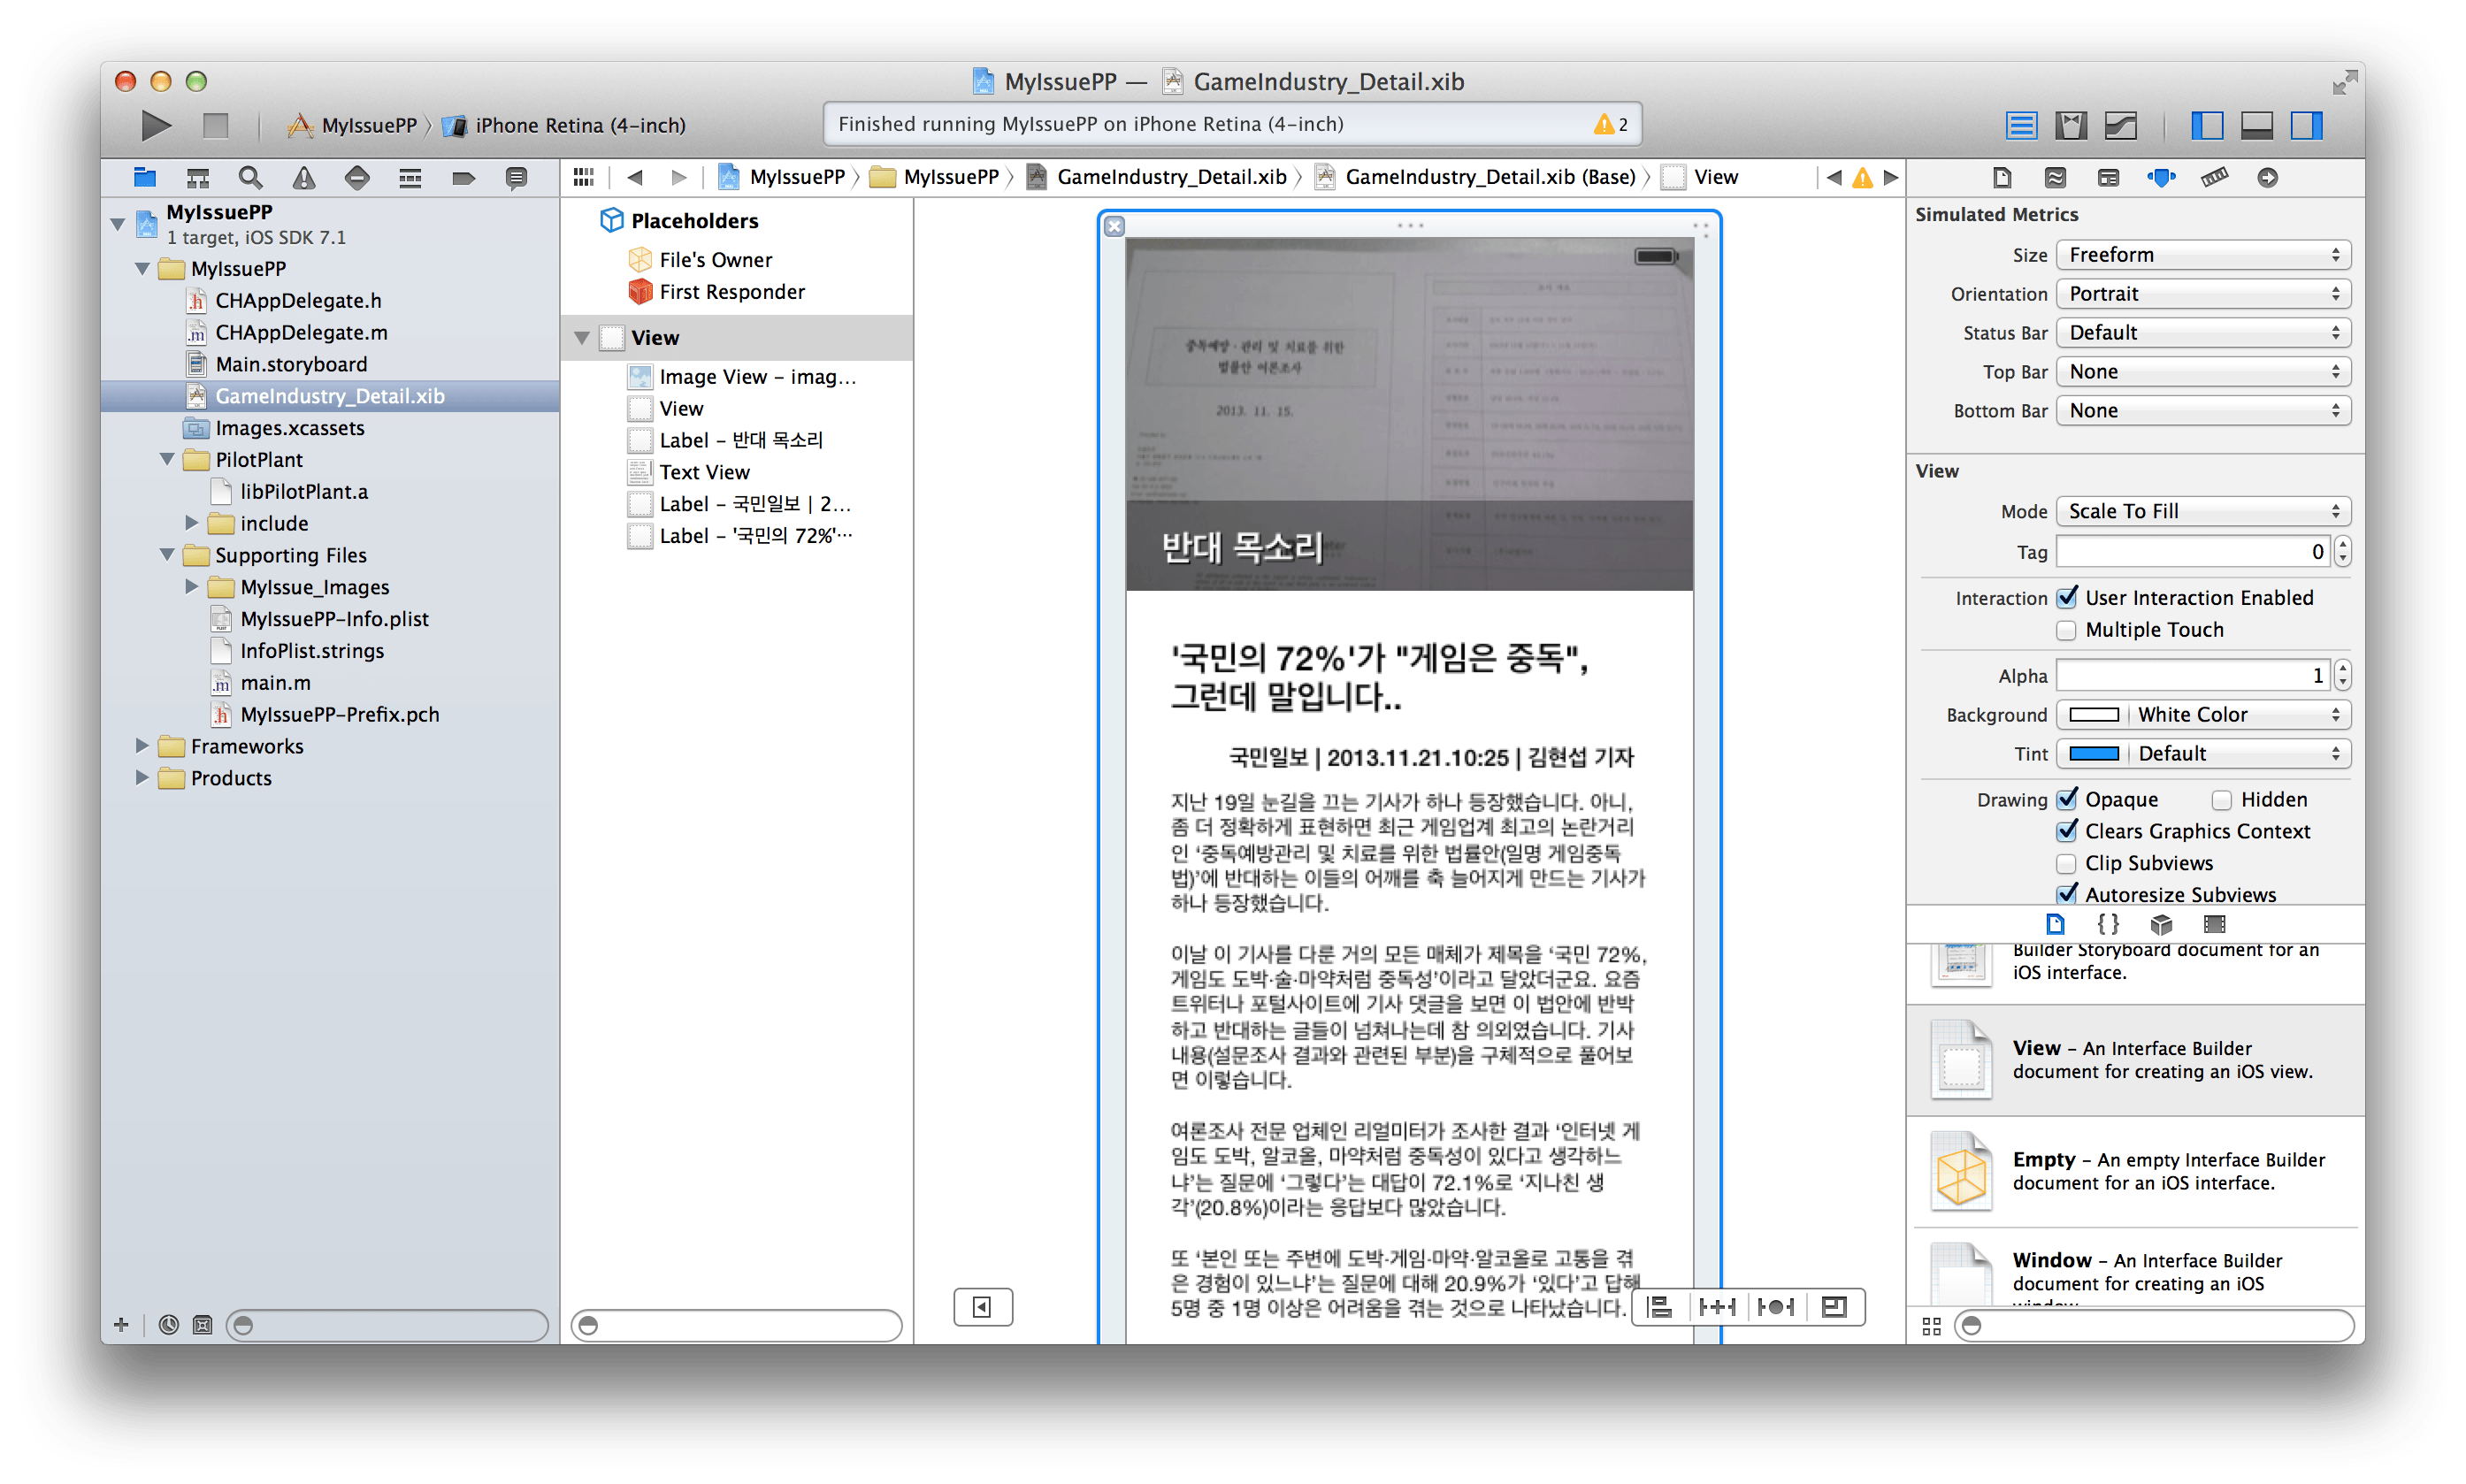 MyIssuePP — GameIndustry_Detail.xib
MyIssuePP
iPhone Retina (4-inch)
Finished running MyIssuePP on iPhone Retina (4-inch)
2
MyIssuePP
1 target, iOS SDK 7.1
MyIssuePP
CHAppDelegate.h
CHAppDelegate.m
Main.storyboard
GameIndustry_Detail.xib
Images.xcassets
PilotPlant
libPilotPlant.a
include
Supporting Files
MyIssue_Images
MyIssuePP-Info.plist
InfoPlist.strings
main.m
MyIssuePP-Prefix.pch
Frameworks
Products
MyIssuePP
MyIssuePP
GameIndustry_Detail.xib
GameIndustry_Detail.xib (Base)
View
Placeholders
File's Owner
First Responder
View
Image View – imag...
View
Label – 반대 목소리
Text View
Label – 국민일보 | 2...
Label – '국민의 72%'...
중독예방·관리 및 치료를 위한
법률안 여론조사
2013. 11. 15.
반대 목소리
'국민의 72%'가 "게임은 중독",
그런데 말입니다..
국민일보 | 2013.11.21.10:25 | 김현섭 기자
지난 19일 눈길을 끄는 기사가 하나 등장했습니다. 아니,
좀 더 정확하게 표현하면 최근 게임업계 최고의 논란거리
인 ‘중독예방관리 및 치료를 위한 법률안(일명 게임중독
법)’에 반대하는 이들의 어깨를 축 늘어지게 만드는 기사가
하나 등장했습니다.
이날 이 기사를 다룬 거의 모든 매체가 제목을 ‘국민 72%,
게임도 도박·술·마약처럼 중독성’이라고 달았더군요. 요즘
트위터나 포털사이트에 기사 댓글을 보면 이 법안에 반박
하고 반대하는 글들이 넘쳐나는데 참 의외였습니다. 기사
내용(설문조사 결과와 관련된 부분)을 구체적으로 풀어보
면 이렇습니다.
여론조사 전문 업체인 리얼미터가 조사한 결과 ‘인터넷 게
임도 도박, 알코올, 마약처럼 중독성이 있다고 생각하느
냐’는 질문에 ‘그렇다’는 대답이 72.1%로 ‘지나친 생
각’(20.8%)이라는 응답보다 많았습니다.
또 ‘본인 또는 주변에 도박·게임·마약·알코올로 고통을 겪
은 경험이 있느냐’는 질문에 대해 20.9%가 ‘있다’고 답해
5명 중 1명 이상은 어려움을 겪는 것으로 나타났습니다.
Simulated Metrics
Size Freeform
Orientation Portrait
Status Bar Default
Top Bar None
Bottom Bar None
View
Mode Scale To Fill
Tag 0
Interaction User Interaction Enabled
Multiple Touch
Alpha 1
Background White Color
Tint Default
Drawing Opaque Hidden
Clears Graphics Context
Clip Subviews
Autoresize Subviews
Builder Storyboard document for an
iOS interface.
View – An Interface Builder
document for creating an iOS view.
Empty – An empty Interface Builder
document for an iOS interface.
Window – An Interface Builder
document for creating an iOS
window.